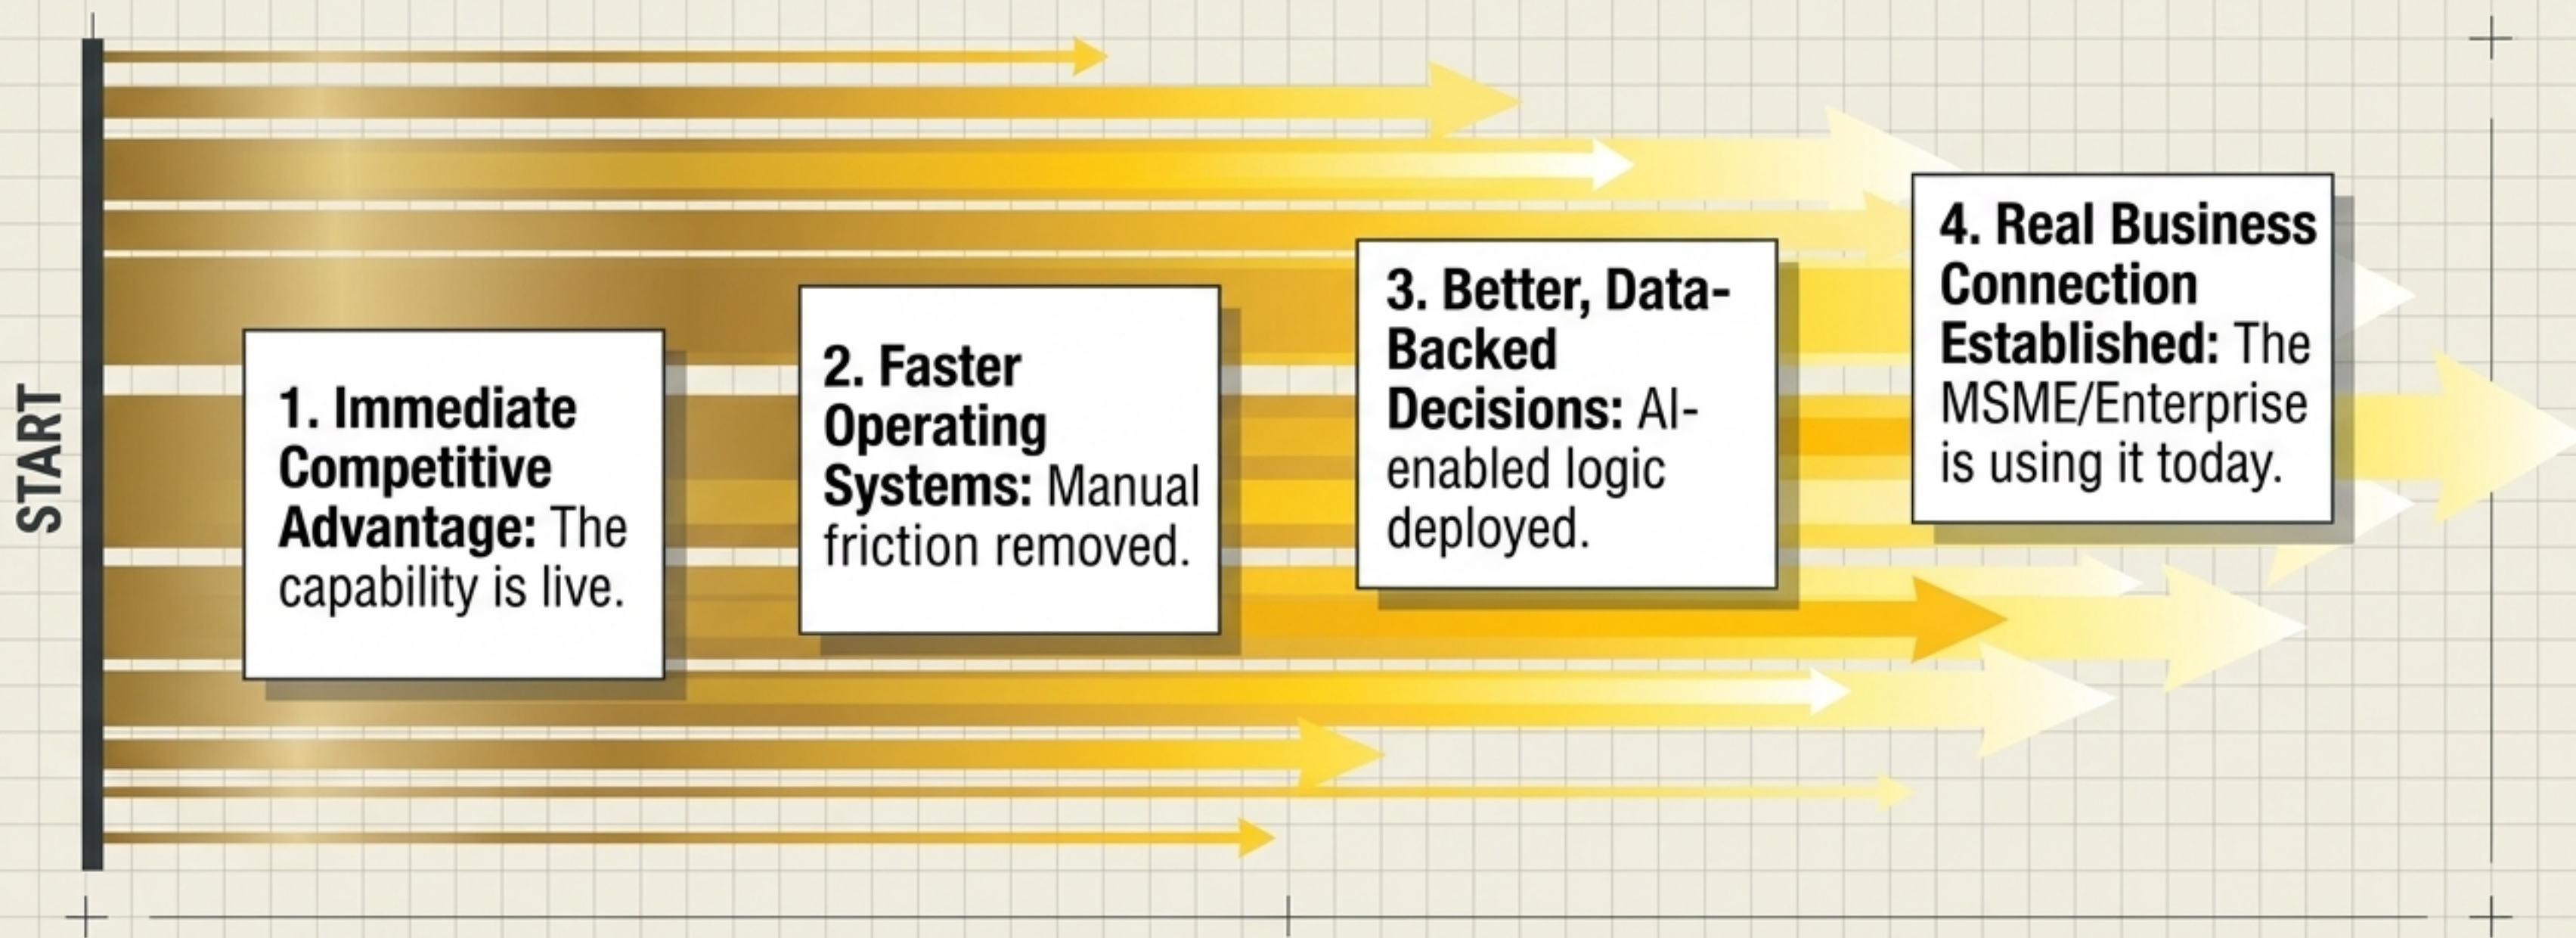 START
1. Immediate
Competitive
Advantage: The
capability is live.
2. Faster
Operating
Systems: Manual
friction removed.
3. Better, Data-
Backed
Decisions: AI-
enabled logic
deployed.
4. Real Business
Connection
Established: The
MSME/Enterprise
is using it today.